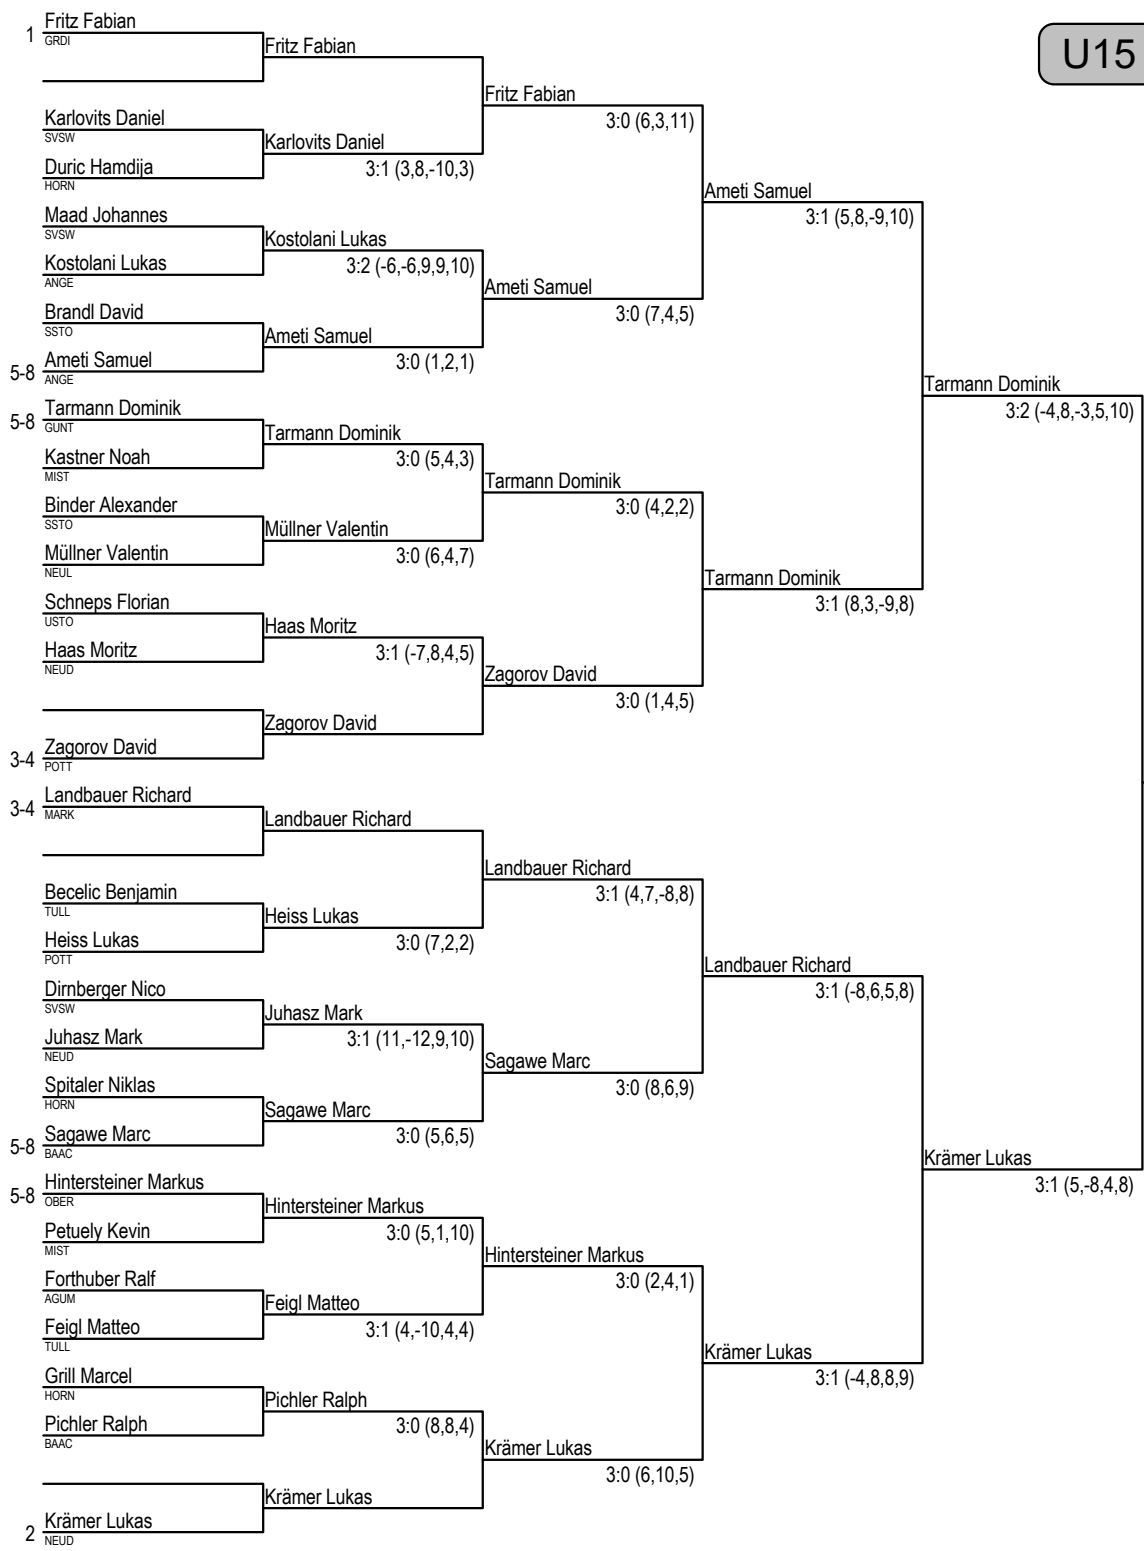 Fritz Fabian
1
GRDI
Fritz Fabian
U15
Fritz Fabian
3:0 (6,3,11)
Karlovits Daniel
SVSW
Karlovits Daniel
3:1 (3,8,-10,3)
Duric Hamdija
HORN
Ameti Samuel
3:1 (5,8,-9,10)
Maad Johannes
SVSW
Kostolani Lukas
3:2 (-6,-6,9,9,10)
Kostolani Lukas
ANGE
Ameti Samuel
3:0 (7,4,5)
Brandl David
SSTO
Ameti Samuel
3:0 (1,2,1)
5-8
Ameti Samuel
ANGE
Tarmann Dominik
3:2 (-4,8,-3,5,10)
5-8
Tarmann Dominik
GUNT
Tarmann Dominik
3:0 (5,4,3)
Kastner Noah
MIST
Tarmann Dominik
3:0 (4,2,2)
Binder Alexander
SSTO
Müllner Valentin
3:0 (6,4,7)
Müllner Valentin
NEUL
Tarmann Dominik
3:1 (8,3,-9,8)
Schneps Florian
USTO
Haas Moritz
3:1 (-7,8,4,5)
Haas Moritz
NEUD
Zagorov David
3:0 (1,4,5)
Zagorov David
3-4
Zagorov David
POTT
3-4
Landbauer Richard
MARK
Landbauer Richard
Landbauer Richard
3:1 (4,7,-8,8)
Becelic Benjamin
TULL
Heiss Lukas
3:0 (7,2,2)
Heiss Lukas
POTT
Landbauer Richard
3:1 (-8,6,5,8)
Dirnberger Nico
SVSW
Juhasz Mark
3:1 (11,-12,9,10)
Juhasz Mark
NEUD
Sagawe Marc
3:0 (8,6,9)
Spitaler Niklas
HORN
Sagawe Marc
3:0 (5,6,5)
5-8
Sagawe Marc
BAAC
Krämer Lukas
3:1 (5,-8,4,8)
5-8
Hintersteiner Markus
OBER
Hintersteiner Markus
3:0 (5,1,10)
Petuely Kevin
MIST
Hintersteiner Markus
3:0 (2,4,1)
Forthuber Ralf
AGUM
Feigl Matteo
3:1 (4,-10,4,4)
Feigl Matteo
TULL
Krämer Lukas
3:1 (-4,8,8,9)
Grill Marcel
HORN
Pichler Ralph
3:0 (8,8,4)
Pichler Ralph
BAAC
Krämer Lukas
3:0 (6,10,5)
Krämer Lukas
2
Krämer Lukas
NEUD